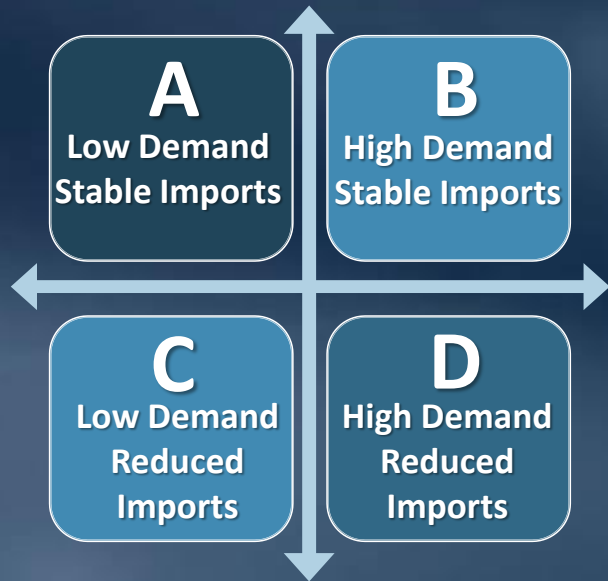 A
Low Demand
Stable Imports
B
High Demand
Stable Imports
C
Low Demand
Reduced
Imports
D
High Demand
Reduced
Imports